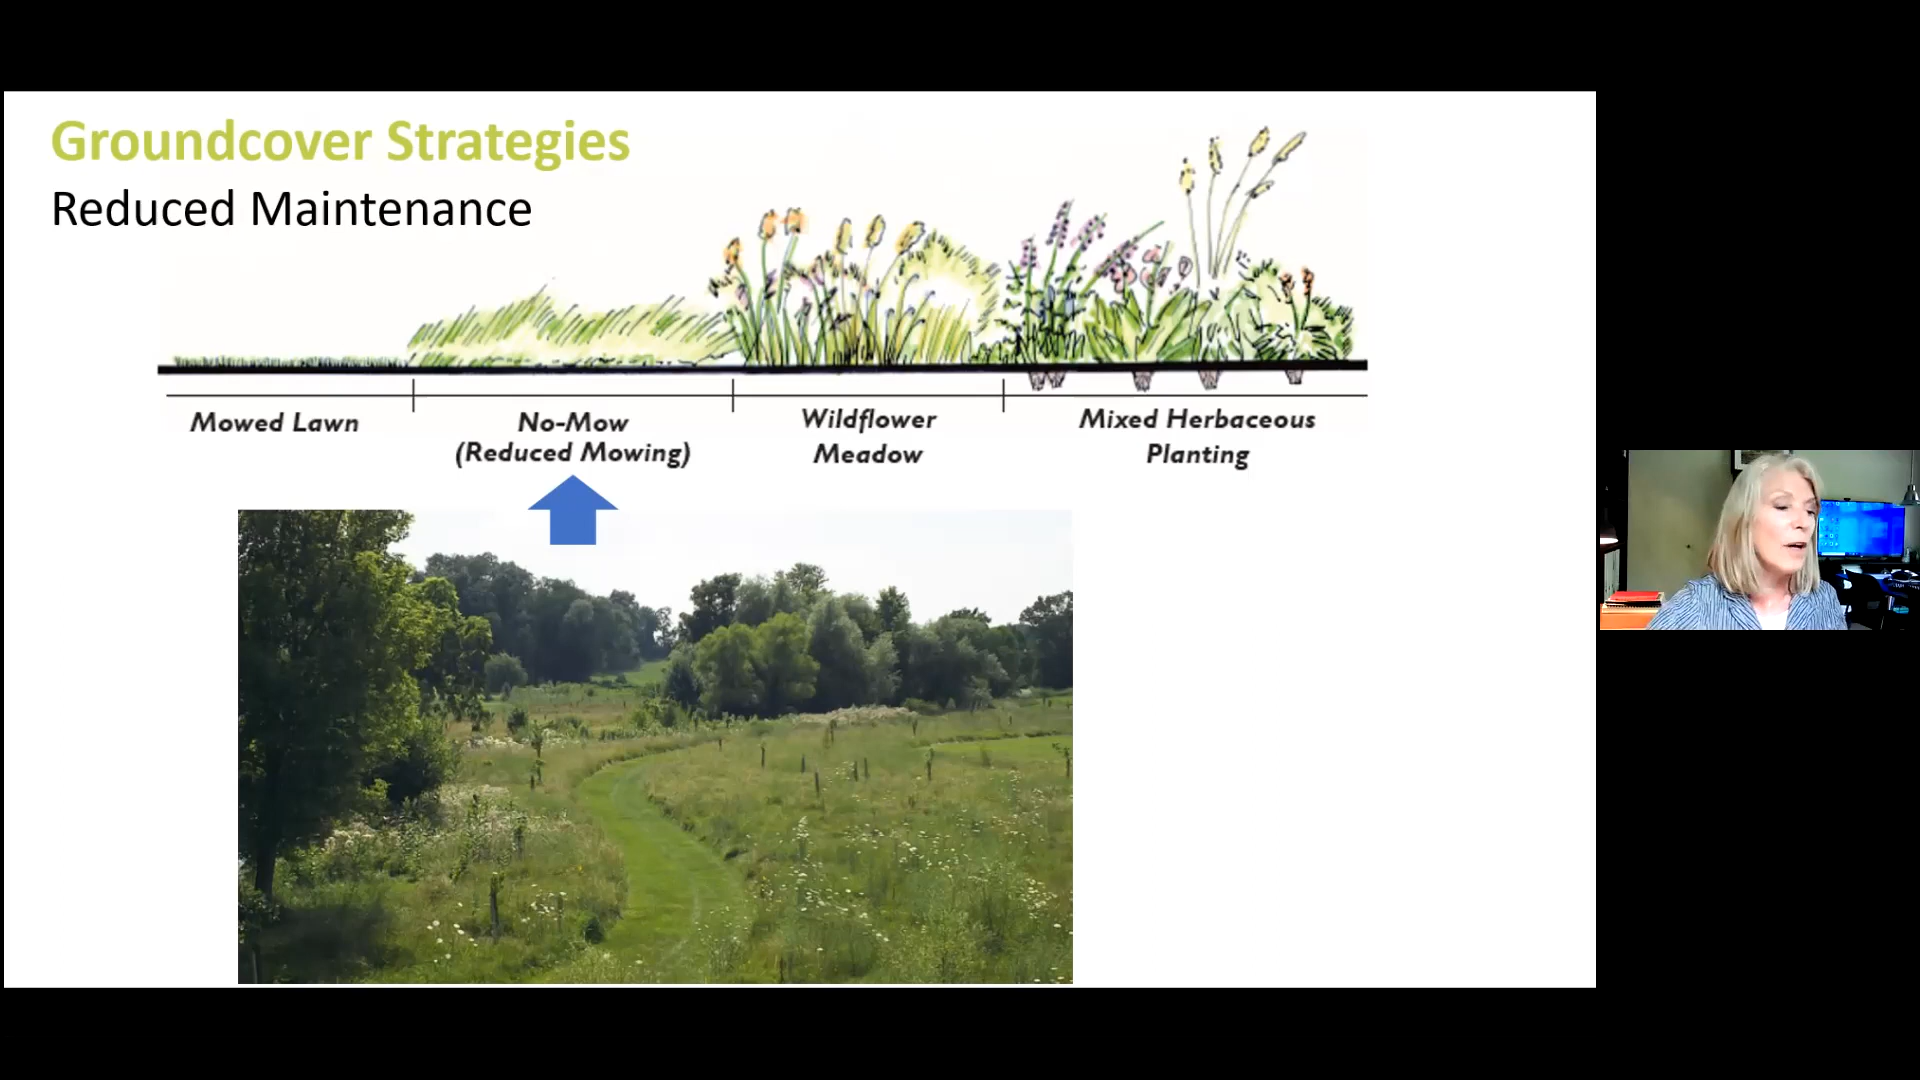 Groundcover Strategies
Reduced Maintenance
Mowed Lawn
No-Mow
(Reduced Mowing)
Wildflower
Meadow
Mixed Herbaceous
Planting